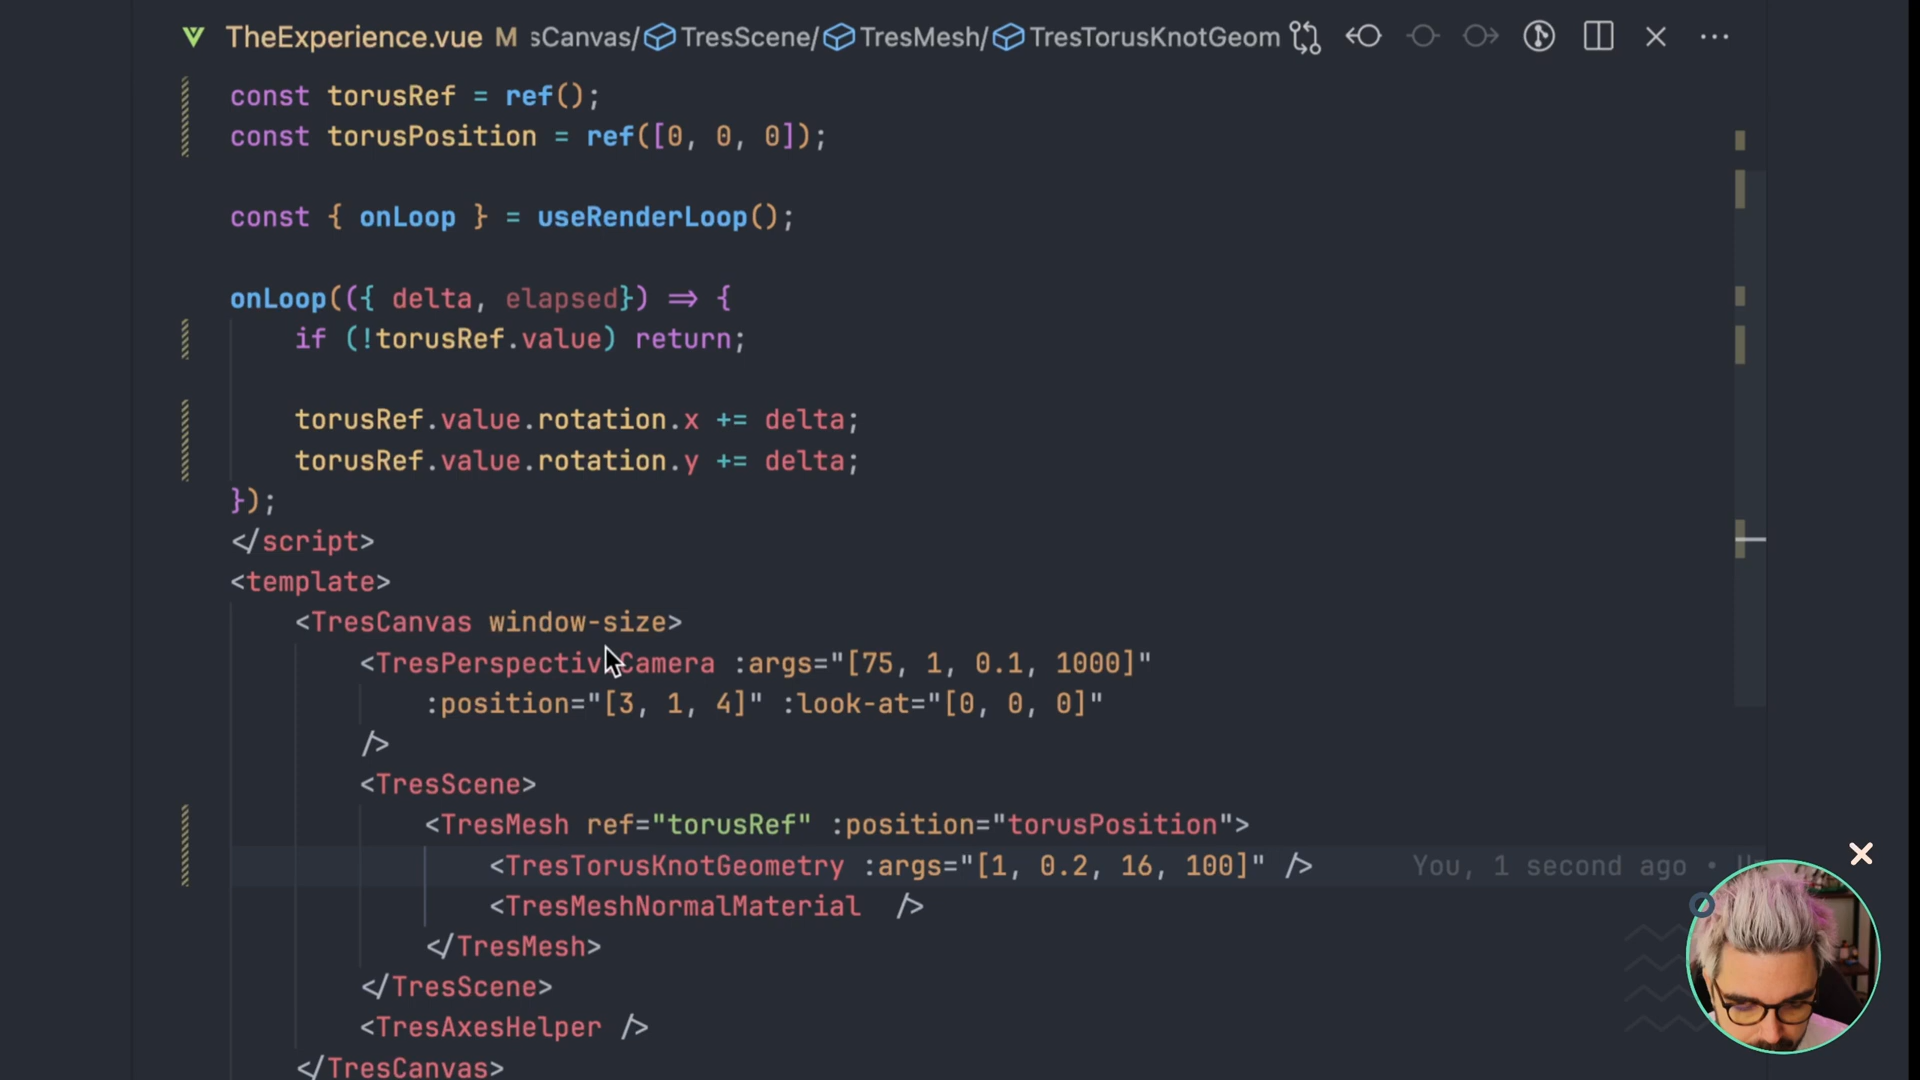 TheExperience.vue M sCanvas/ TresScene/ TresMesh/ TresTorusKnotGeom
const torusRef = ref();
const torusPosition = ref([0, 0, 0]);
const { onLoop } = useRenderLoop();
onLoop(({ delta, elapsed}) => {
if (!torusRef.value) return;
torusRef.value.rotation.x += delta;
torusRef.value.rotation.y += delta;
});
</script>
<template>
<TresCanvas window-size>
<TresPerspectiveCamera :args="[75, 1, 0.1, 1000]"
:position="[3, 1, 4]" :look-at="[0, 0, 0]"
/>
<TresScene>
<TresMesh ref="torusRef" :position="torusPosition">
<TresTorusKnotGeometry :args="[1, 0.2, 16, 100]" /> You, 1 second ago •
<TresMeshNormalMaterial />
</TresMesh>
</TresScene>
<TresAxesHelper />
</TresCanvas>